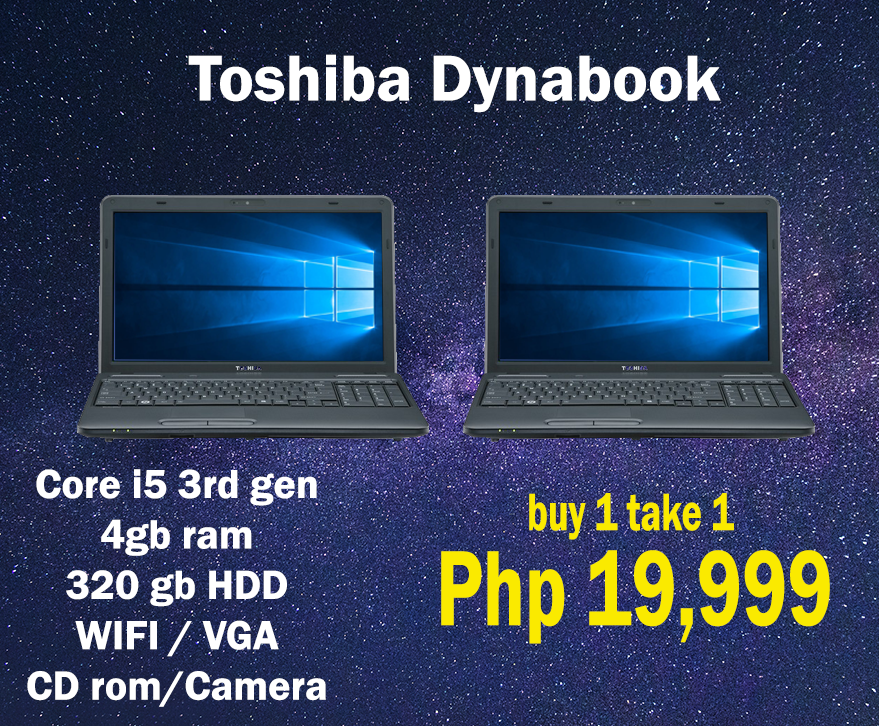 Toshiba Dynabook
Core i5 3rd gen
4gb ram
320 gb HDD
WIFI / VGA
CD rom/Camera
buy 1 take 1
Php 19,999